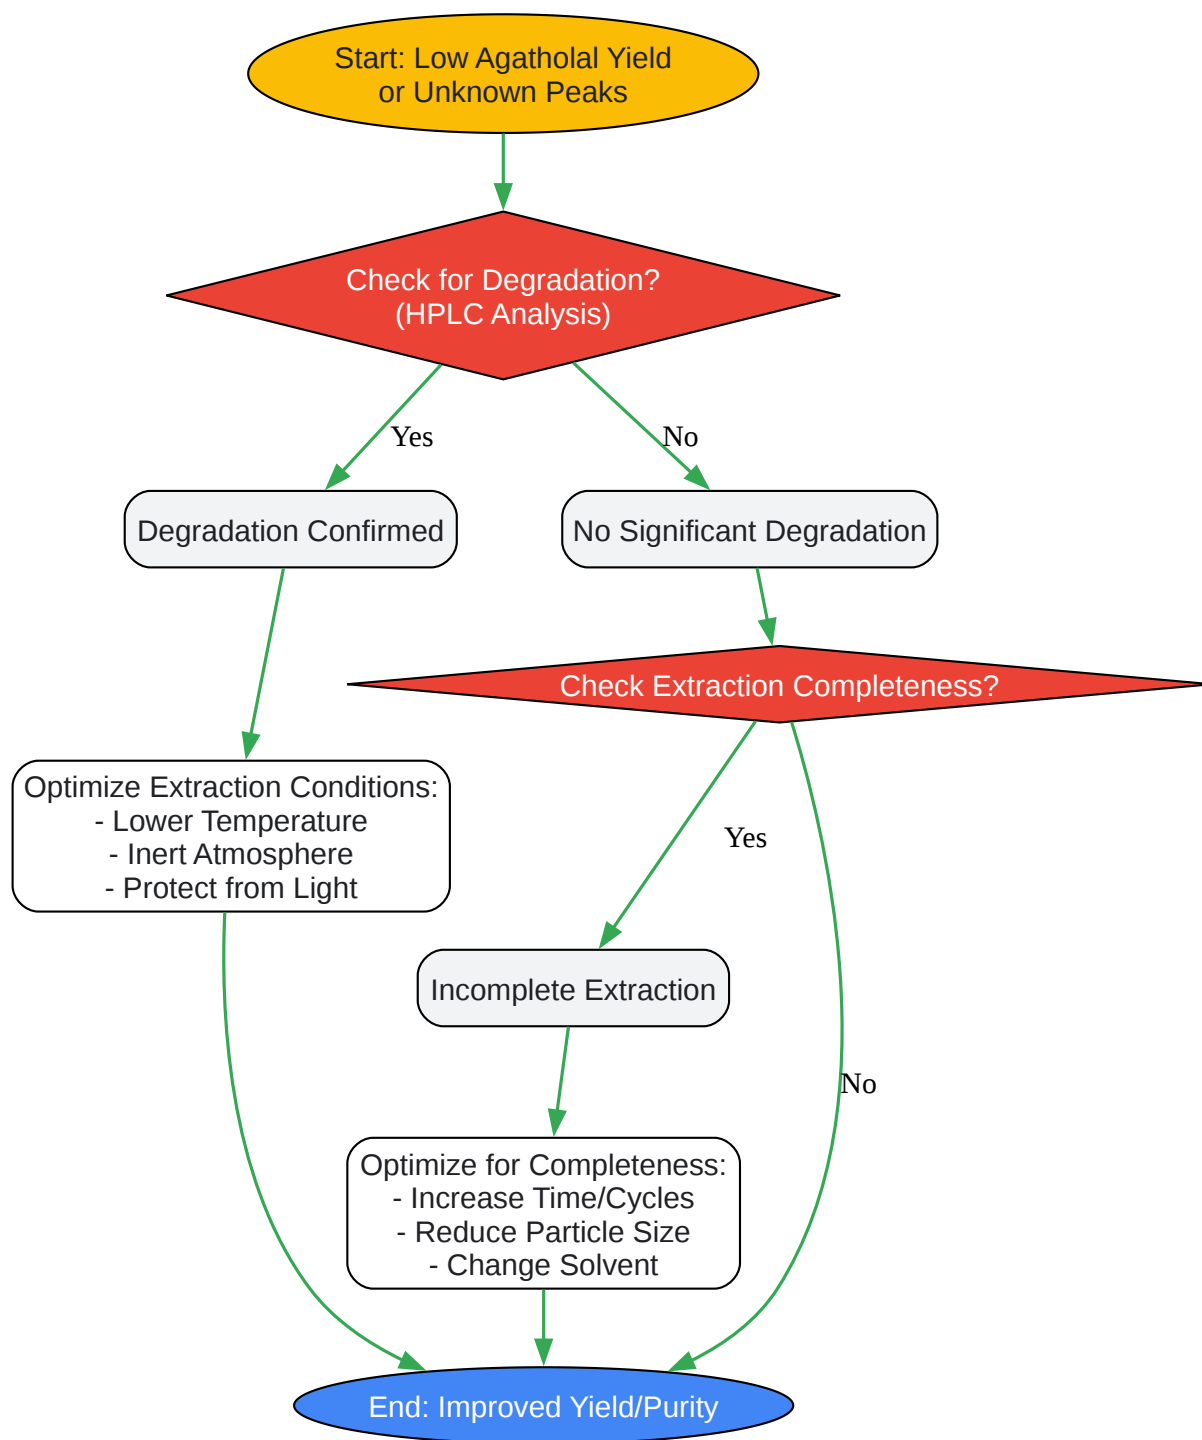 Start: Low Agatholal Yield
or Unknown Peaks
Check for Degradation?
(HPLC Analysis)
Yes
No
Degradation Confirmed
No Significant Degradation
Check Extraction Completeness?
Optimize Extraction Conditions:
- Lower Temperature
- Inert Atmosphere
- Protect from Light
Yes
Incomplete Extraction
No
Optimize for Completeness:
- Increase Time/Cycles
- Reduce Particle Size
- Change Solvent
End: Improved Yield/Purity